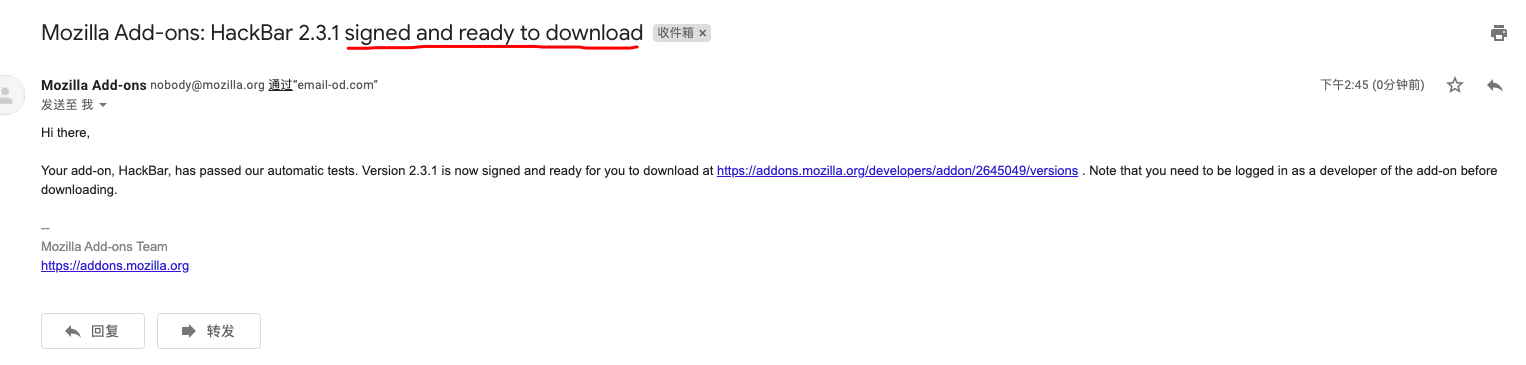 Mozilla Add-ons: HackBar 2.3.1 signed and ready to download 收件箱 ×
Mozilla Add-ons nobody@mozilla.org 通过"email-od.com" 下午2:45 (0分钟前)
发送至 我
Hi there,
Your add-on, HackBar, has passed our automatic tests. Version 2.3.1 is now signed and ready for you to download at https://addons.mozilla.org/developers/addon/2645049/versions . Note that you need to be logged in as a developer of the add-on before
downloading.
--
Mozilla Add-ons Team
https://addons.mozilla.org
回复 转发